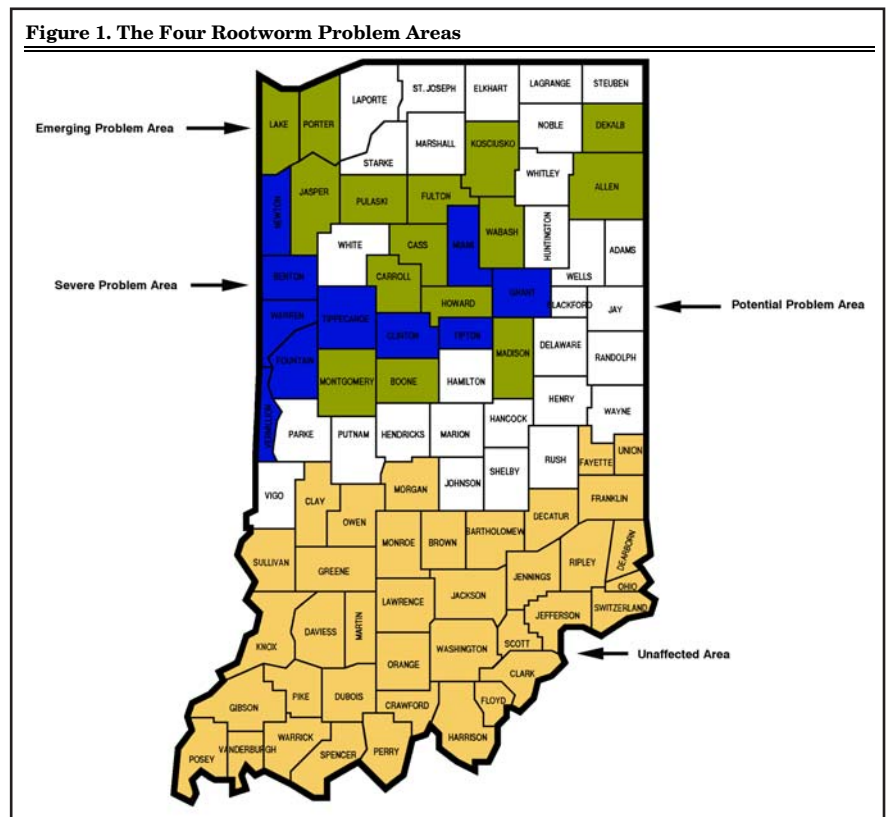 Figure 1. The Four Rootworm Problem Areas
LAPORTE
ST. JOSEPH
ELKHART
LAGRANGE
STEUBEN
Emerging Problem Area
LAKE
PORTER
NOBLE
DEKALB
STARKE
MARSHALL
KOSCIUSKO
WHITLEY
ALLEN
NEWTON
JASPER
PULASKI
FULTON
MIAMI
WABASH
HUNTINGTON
WHITE
CASS
ADAMS
Severe Problem Area
BENTON
CARROLL
GRANT
WELLS
BLACKFORD
JAY
Potential Problem Area
WARREN
TIPPECANOE
HOWARD
CLINTON
TIPTON
FOUNTAIN
MADISON
DELAWARE
RANDOLPH
MONTGOMERY
BOONE
HAMILTON
HENRY
WAYNE
VERMILLION
PARKE
PUTNAM
HENDRICKS
MARION
HANCOCK
VIGO
CLAY
MORGAN
JOHNSON
SHELBY
RUSH
FAYETTE
UNION
OWEN
FRANKLIN
SULLIVAN
GREENE
MONROE
BROWN
BARTHOLOMEW
DECATUR
DEARBORN
JENNINGS
RIPLEY
OHIO
KNOX
DAVIESS
MARTIN
LAWRENCE
JACKSON
JEFFERSON
SWITZERLAND
ORANGE
WASHINGTON
SCOTT
Unaffected Area
CLARK
GIBSON
PIKE
DUBOIS
CRAWFORD
FLOYD
POSEY
VANDERBURGH
WARRICK
SPENCER
PERRY
HARRISON